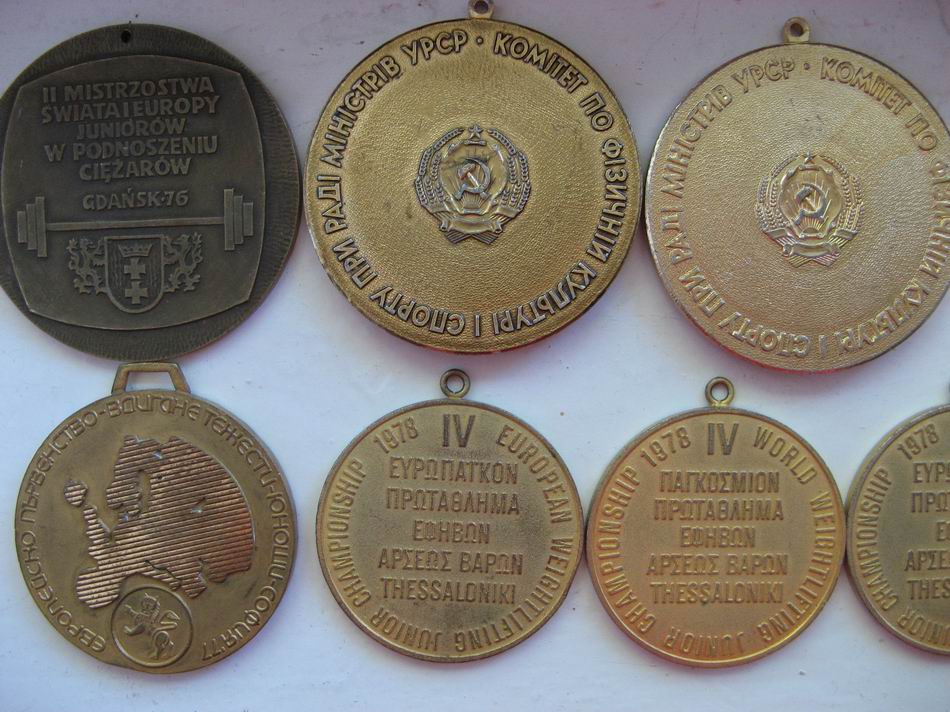 II MISTRZOSTWA
ŚWIATA I EUROPY
JUNIORÓW
W PODNOSZENIU
CIĘŻARÓW
GDAŃSK·76
КОМІТЕТ ПО ФІЗИЧНІЙ КУЛЬТУРІ І СПОРТУ ПРИ РАДІ МІНІСТРІВ УРСР ·
КОМІТЕТ ПО ФІЗИЧНІЙ КУЛЬТУРІ І СПОРТУ ПРИ РАДІ МІНІСТРІВ УРСР ·
ЕВРОПЕЙСКО ПЪРВЕНСТВО-ВДИГАНЕ ТЕЖЕСТИ-ЮНОШИ-СОФИЯ'77
IV EUROPEAN WEIGHTLIFTING JUNIOR CHAMPIONSHIP 1978
ΕΥΡΩΠΑΤΚΟΝ
ΠΡΩΤΑΘΛΗΜΑ
ΕΦΗΒΩΝ
ΑΡΣΕΩΣ ΒΑΡΩΝ
THESSALONIKI
IV WORLD WEIGHTLIFTING JUNIOR CHAMPIONSHIP 1978
ΠΑΓΚΟΣΜΙΟΝ
ΠΡΩΤΑΘΛΗΜΑ
ΕΦΗΒΩΝ
ΑΡΣΕΩΣ ΒΑΡΩΝ
THESSALONIKI
CHAMPIONSHIP 1978